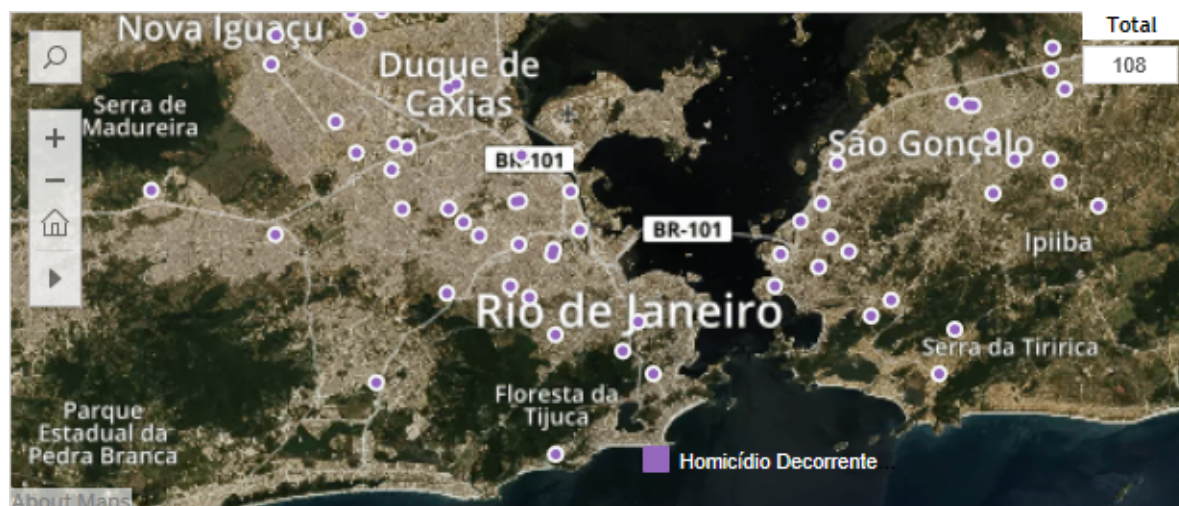 Total
108
Nova Iguaçu
Duque de
Caxias
Serra de
Madureira
BR-101
São Gonçalo
BR-101
Ipiiba
Rio de Janeiro
Serra da Tiririca
Floresta da
Tijuca
Parque
Estadual da
Pedra Branca
Homicídio Decorrente...
About Maps